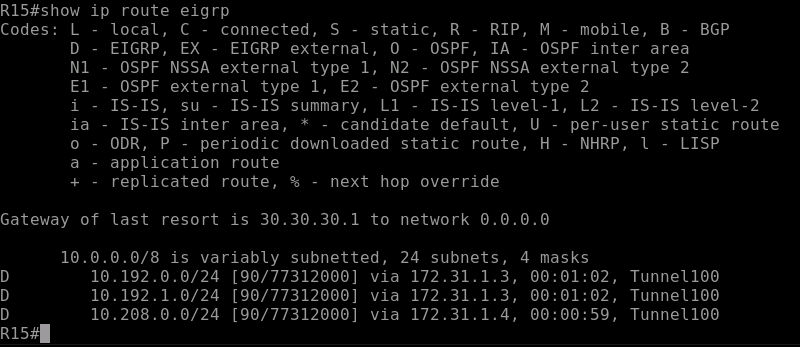 R15#show ip route eigrp
Codes: L - local, C - connected, S - static, R - RIP, M - mobile, B - BGP
       D - EIGRP, EX - EIGRP external, O - OSPF, IA - OSPF inter area
       N1 - OSPF NSSA external type 1, N2 - OSPF NSSA external type 2
       E1 - OSPF external type 1, E2 - OSPF external type 2
       i - IS-IS, su - IS-IS summary, L1 - IS-IS level-1, L2 - IS-IS level-2
       ia - IS-IS inter area, * - candidate default, U - per-user static route
       o - ODR, P - periodic downloaded static route, H - NHRP, l - LISP
       a - application route
       + - replicated route, % - next hop override

Gateway of last resort is 30.30.30.1 to network 0.0.0.0

      10.0.0.0/8 is variably subnetted, 24 subnets, 4 masks
D        10.192.0.0/24 [90/77312000] via 172.31.1.3, 00:01:02, Tunnel100
D        10.192.1.0/24 [90/77312000] via 172.31.1.3, 00:01:02, Tunnel100
D        10.208.0.0/24 [90/77312000] via 172.31.1.4, 00:00:59, Tunnel100
R15#